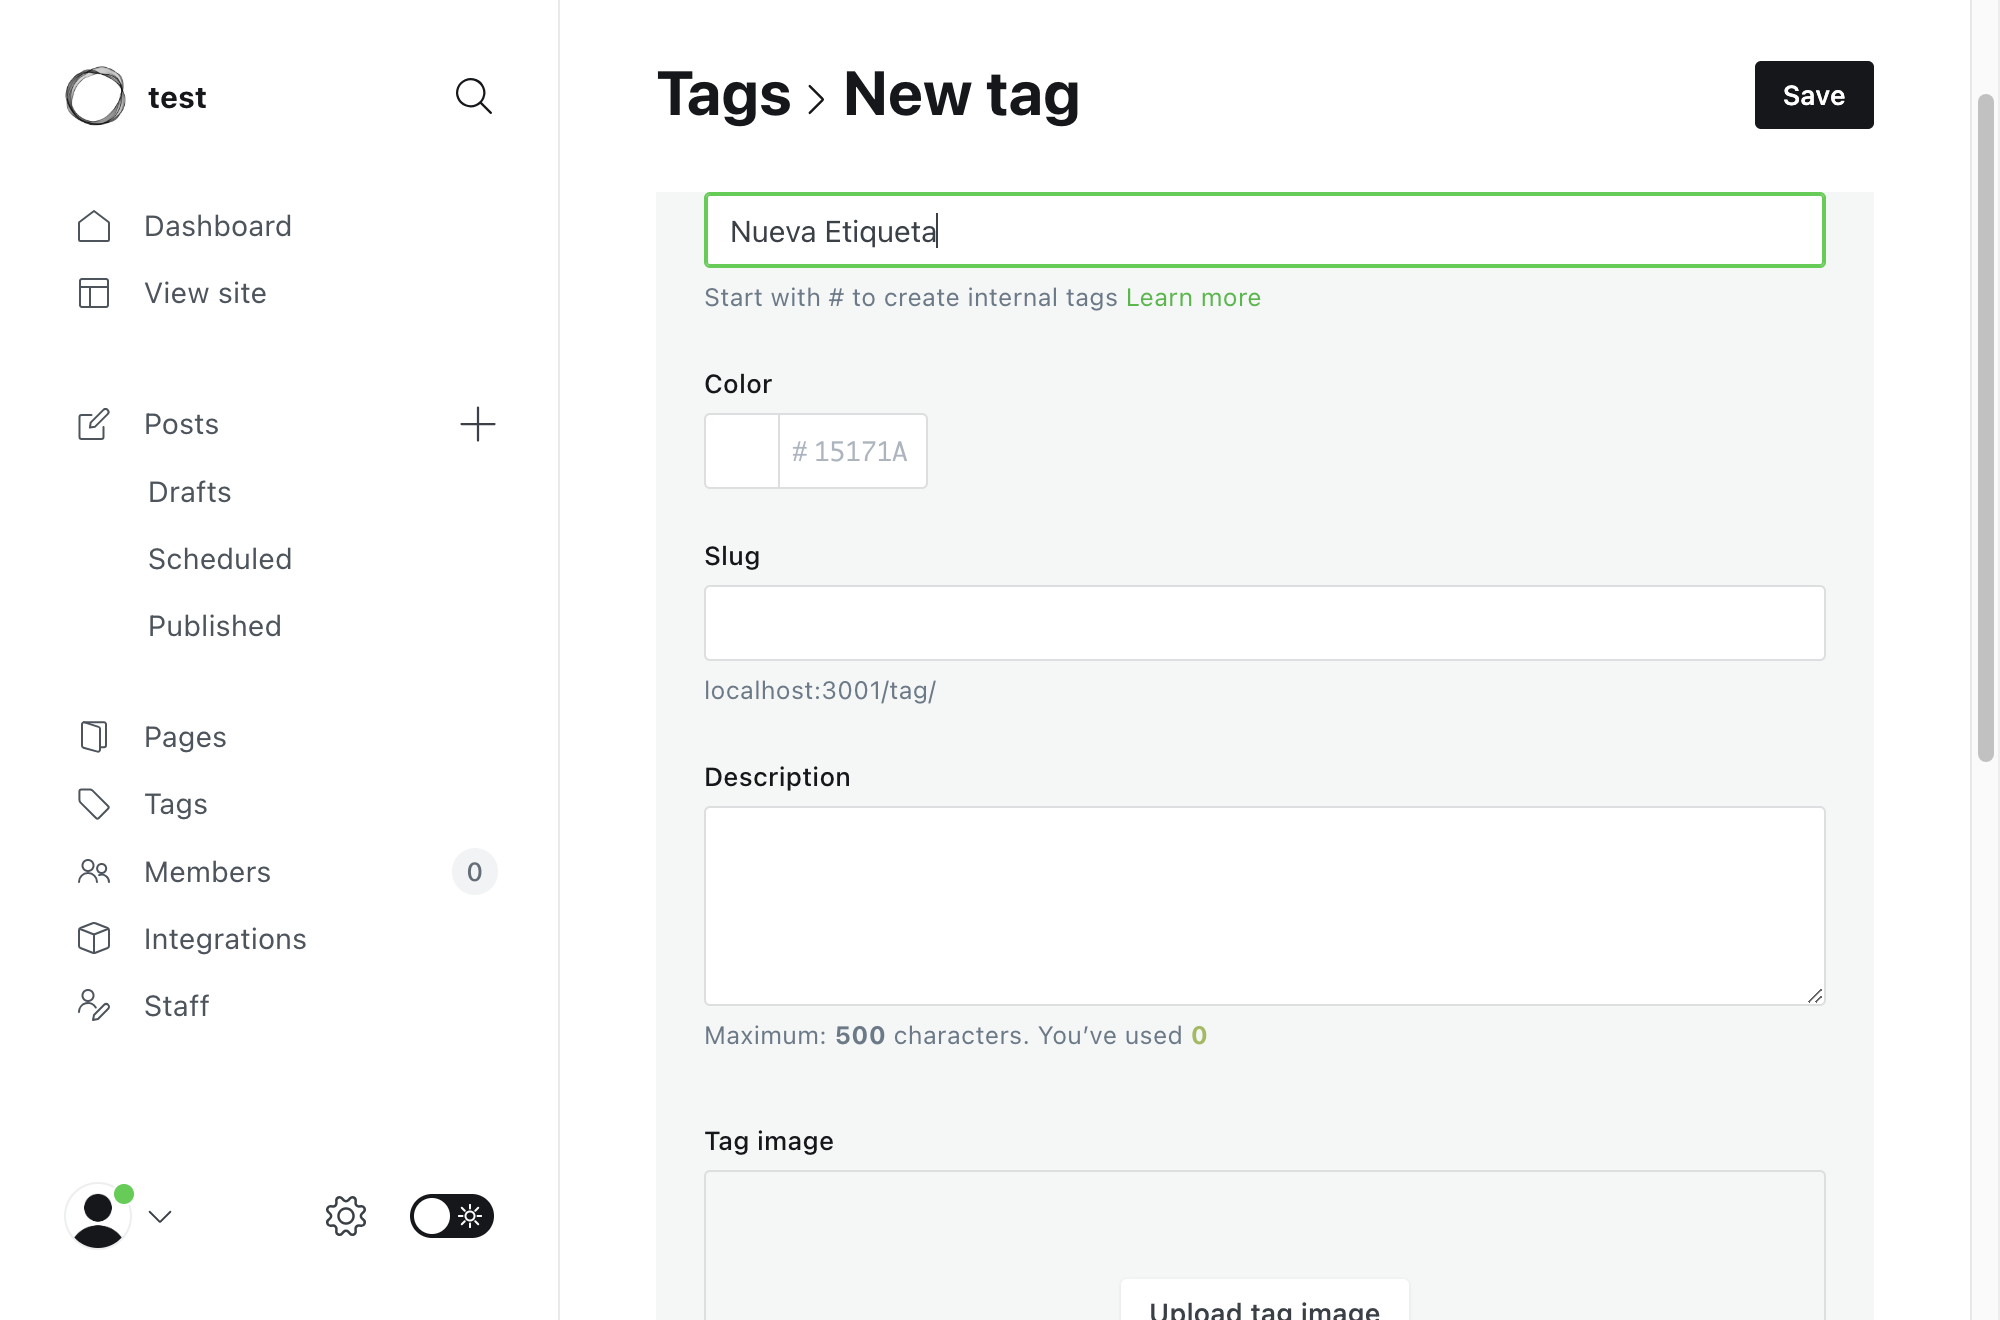 test
Dashboard
View site
Posts
Drafts
Scheduled
Published
Pages
Tags
Members
0
Integrations
Staff
Tags > New tag
Save
Nueva Etiqueta
Start with # to create internal tags Learn more
Color
# 15171A
Slug
localhost:3001/tag/
Description
Maximum: 500 characters. You’ve used 0
Tag image
Upload tag image